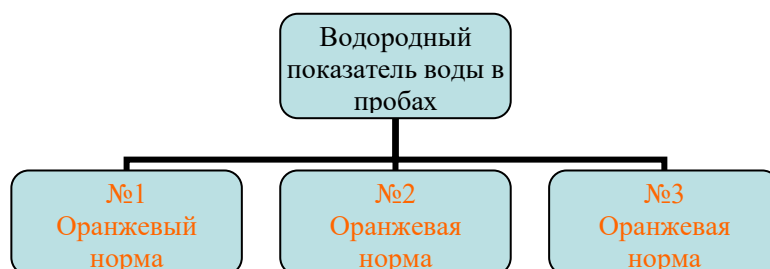 Водородный
показатель воды в
пробах
№1
Оранжевый
норма
№2
Оранжевая
норма
№3
Оранжевая
норма